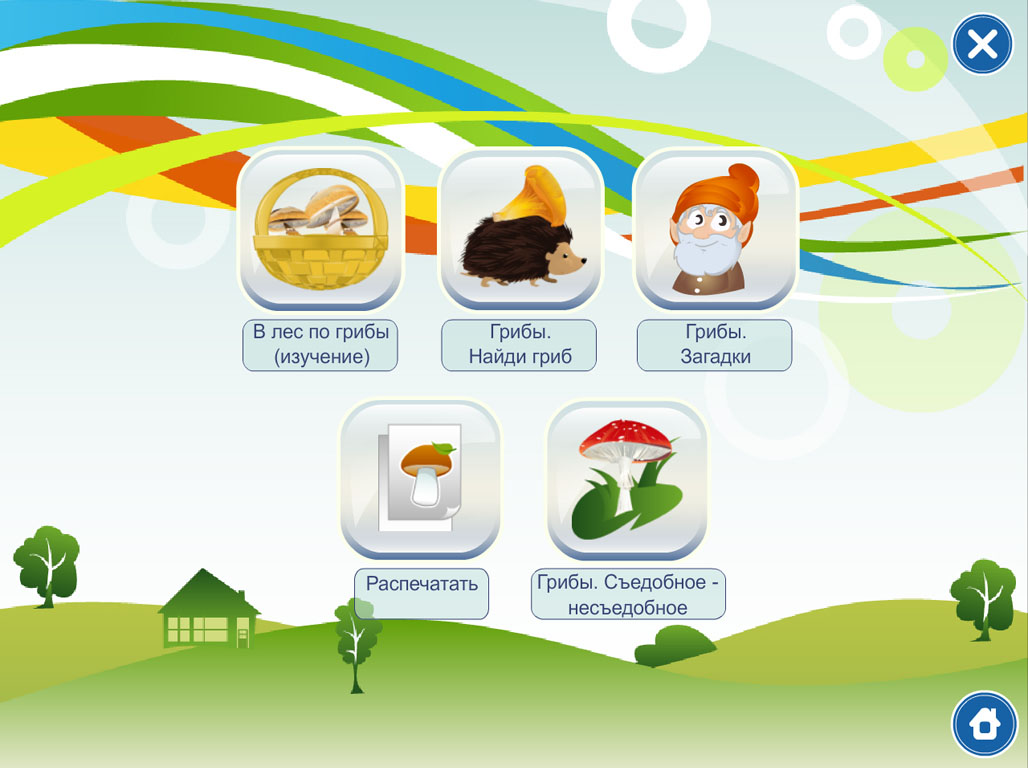 В лес по грибы
(изучение)
Грибы.
Найди гриб
Грибы.
Загадки
Распечатать
Грибы. Съедобное -
несъедобное